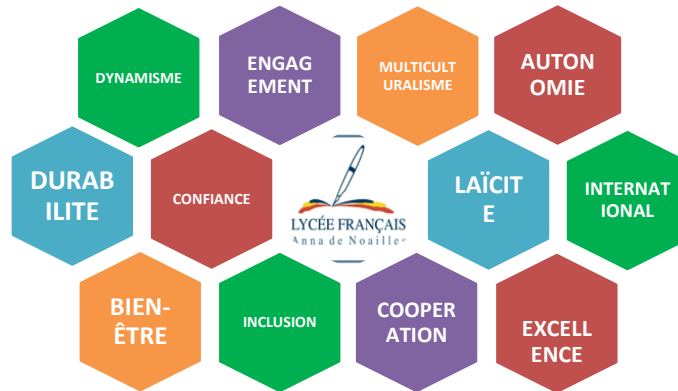 DYNAMISME
ENGAG
EMENT
MULTICULT
URALISME
AUTON
OMIE
DURAB
ILITE
CONFIANCE
LYCÉE FRANÇAIS
Anna de Noailles
LAÏCIT
E
INTERNAT
IONAL
BIEN-
ÊTRE
INCLUSION
COOPER
ATION
EXCELL
ENCE